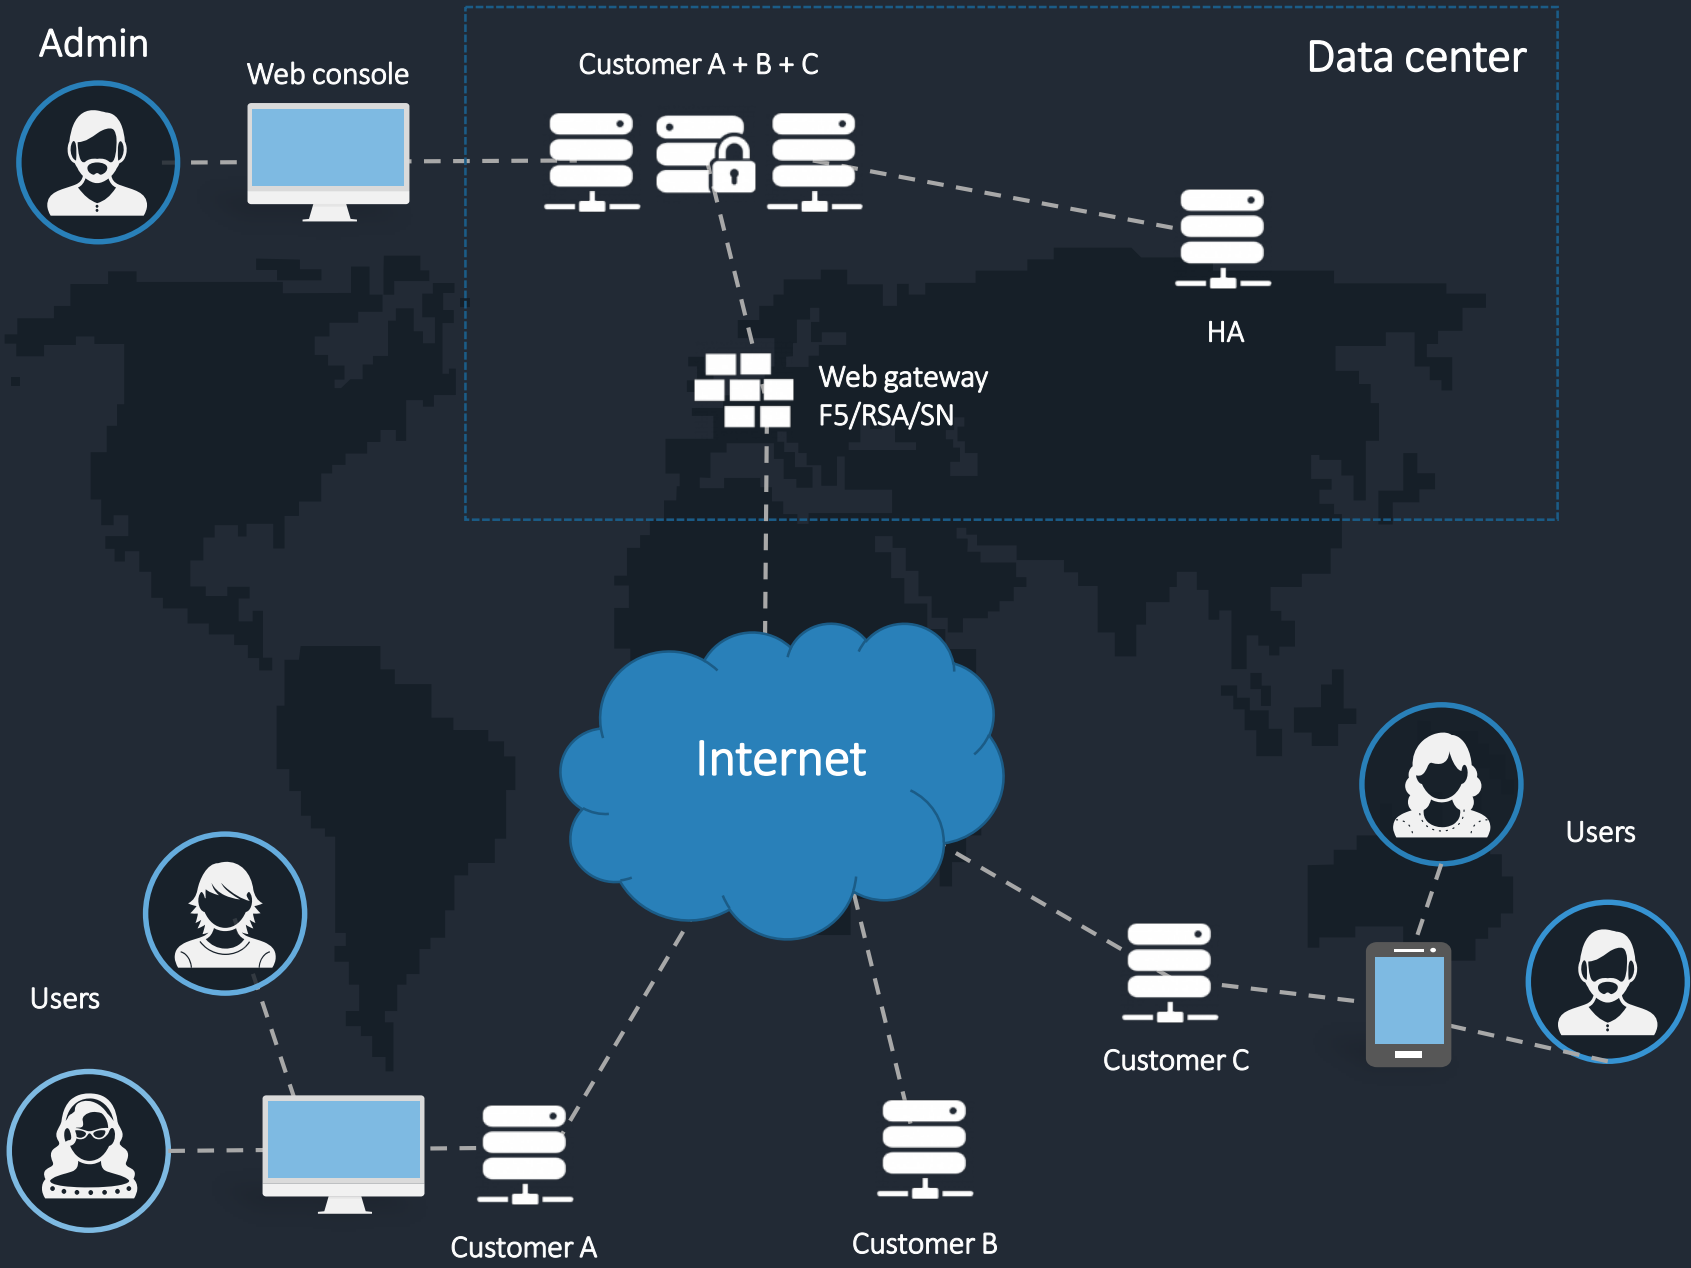 Admin
Web console
Customer A + B + C
Data center
HA
Web gateway
F5/RSA/SN
Internet
Users
Users
Customer C
Customer A
Customer B